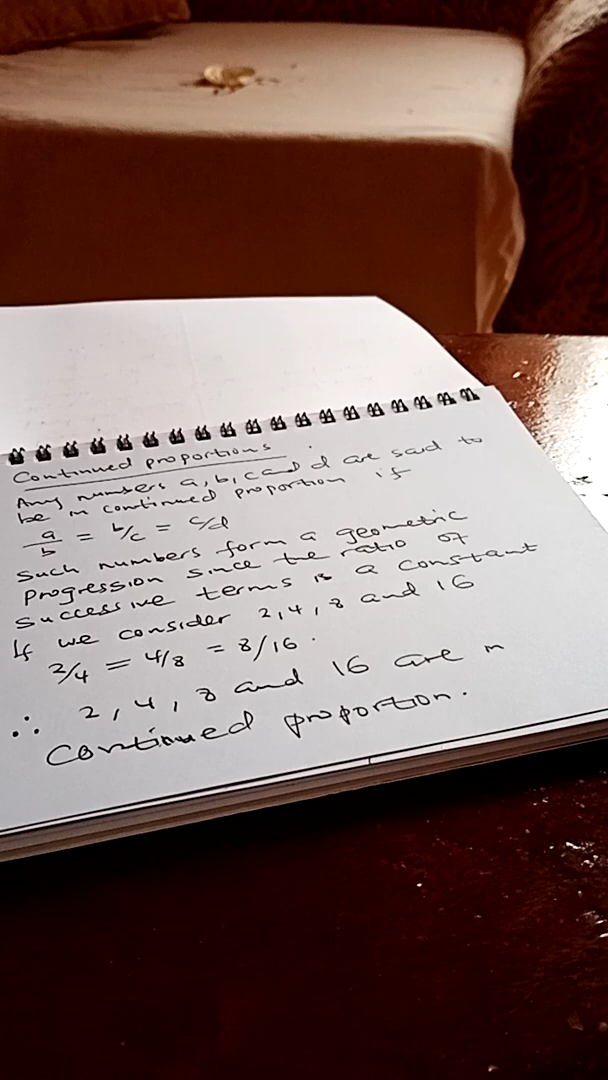 Continued proportions.
Any numbers a, b, c and d are said to
be in continued proportion if
a/b = b/c = c/d
Such numbers form a geometric
progression since the ratio of
successive terms is a constant
If we consider 2, 4, 8 and 16
2/4 = 4/8 = 8/16.
∴ 2, 4, 8 and 16 are in
Continued proportion.